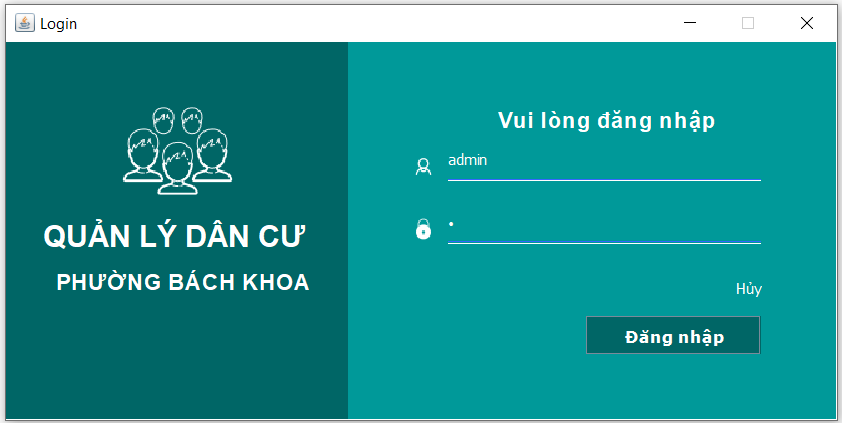 Login
QUẢN LÝ DÂN CƯ
PHƯỜNG BÁCH KHOA
Vui lòng đăng nhập
admin
•
Hủy
Đăng nhập